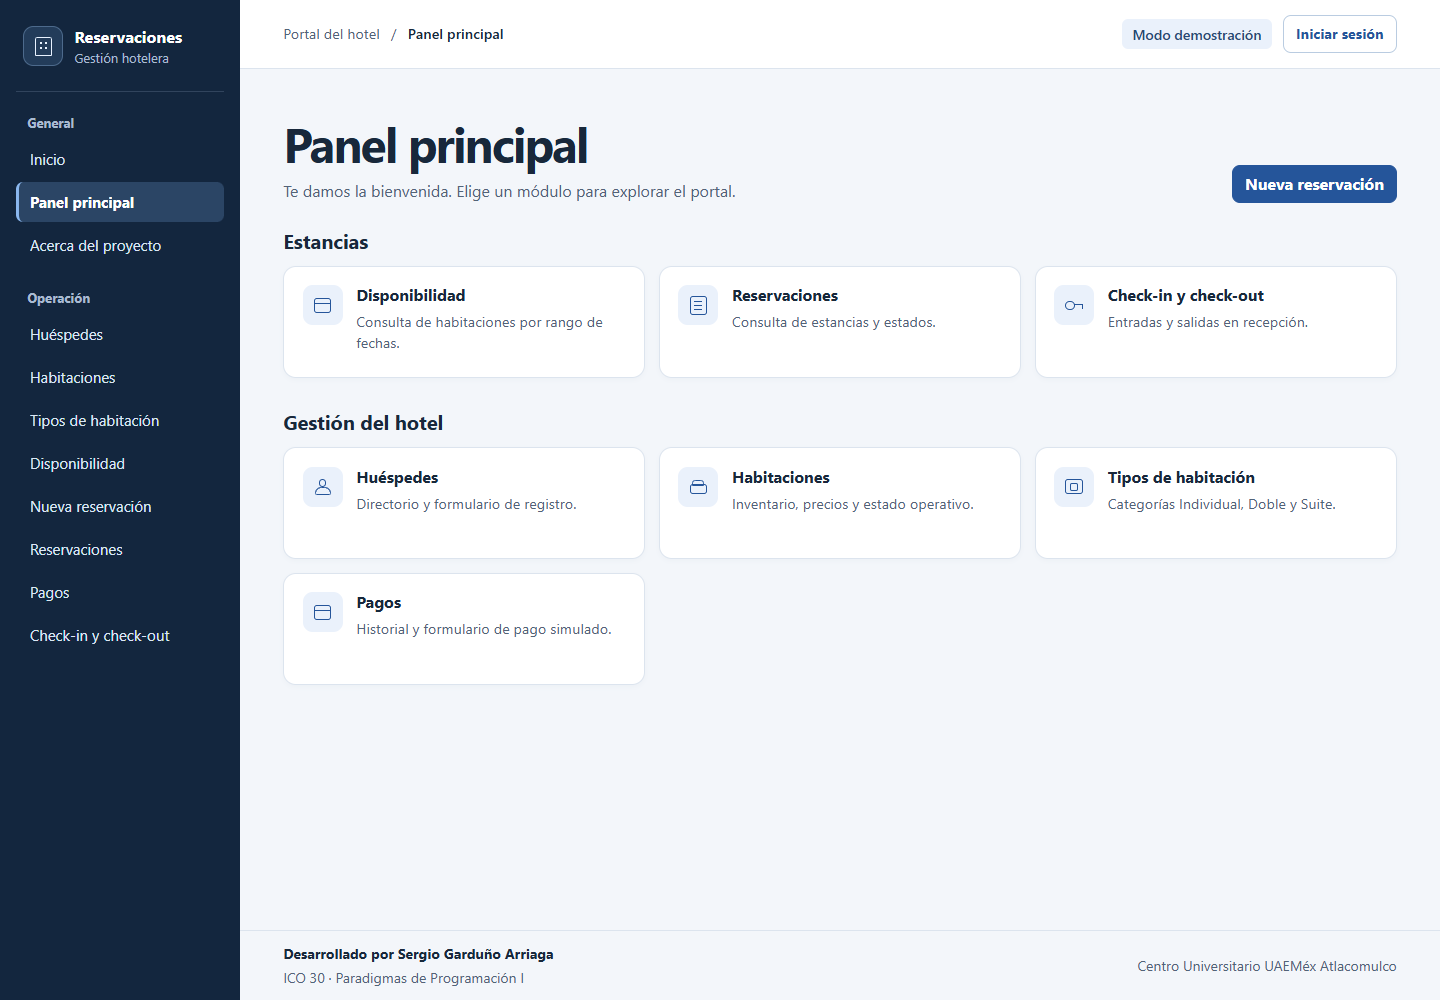 Reservaciones
Gestión hotelera
General
Inicio
Panel principal
Acerca del proyecto
Operación
Huéspedes
Habitaciones
Tipos de habitación
Disponibilidad
Nueva reservación
Reservaciones
Pagos
Check-in y check-out
Portal del hotel / Panel principal
Modo demostración
Iniciar sesión
Panel principal
Te damos la bienvenida. Elige un módulo para explorar el portal.
Nueva reservación
Estancias
Disponibilidad
Consulta de habitaciones por rango de
fechas.
Reservaciones
Consulta de estancias y estados.
Check-in y check-out
Entradas y salidas en recepción.
Gestión del hotel
Huéspedes
Directorio y formulario de registro.
Habitaciones
Inventario, precios y estado operativo.
Tipos de habitación
Categorías Individual, Doble y Suite.
Pagos
Historial y formulario de pago simulado.
Desarrollado por Sergio Garduño Arriaga
ICO 30 · Paradigmas de Programación I
Centro Universitario UAEMéx Atlacomulco